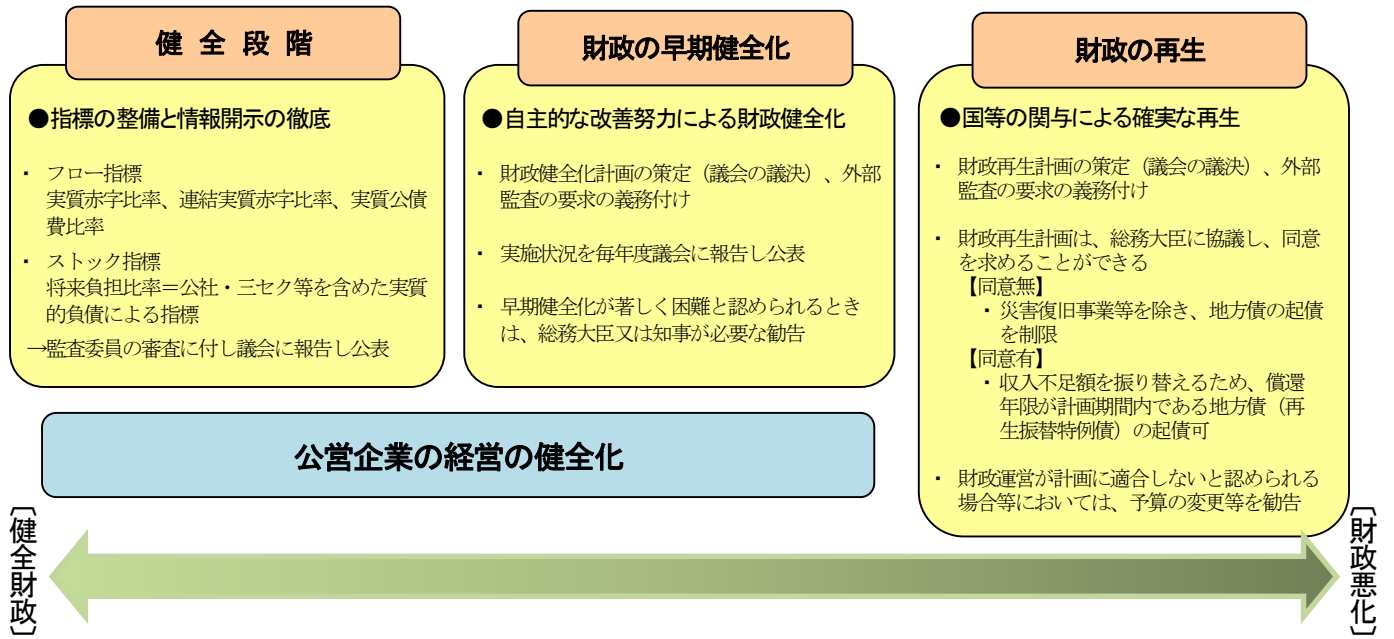 健 全 段 階
●指標の整備と情報開示の徹底
・ フロー指標
実質赤字比率、連結実質赤字比率、実質公債
費比率
・ ストック指標
将来負担比率＝公社・三セク等を含めた実質
的負債による指標
→監査委員の審査に付し議会に報告し公表
財政の早期健全化
●自主的な改善努力による財政健全化
・ 財政健全化計画の策定（議会の議決）、外部
監査の要求の義務付け
・ 実施状況を毎年度議会に報告し公表
・ 早期健全化が著しく困難と認められるとき
は、総務大臣又は知事が必要な勧告
財政の再生
●国等の関与による確実な再生
・ 財政再生計画の策定（議会の議決）、外部
監査の要求の義務付け
・ 財政再生計画は、総務大臣に協議し、同意
を求めることができる
【同意無】
・ 災害復旧事業等を除き、地方債の起債
を制限
【同意有】
・ 収入不足額を振り替えるため、償還
年限が計画期間内である地方債（再
生振替特例債）の起債可
・ 財政運営が計画に適合しないと認められる
場合等においては、予算の変更等を勧告
公営企業の経営の健全化
〔健全財政〕
〔財政悪化〕